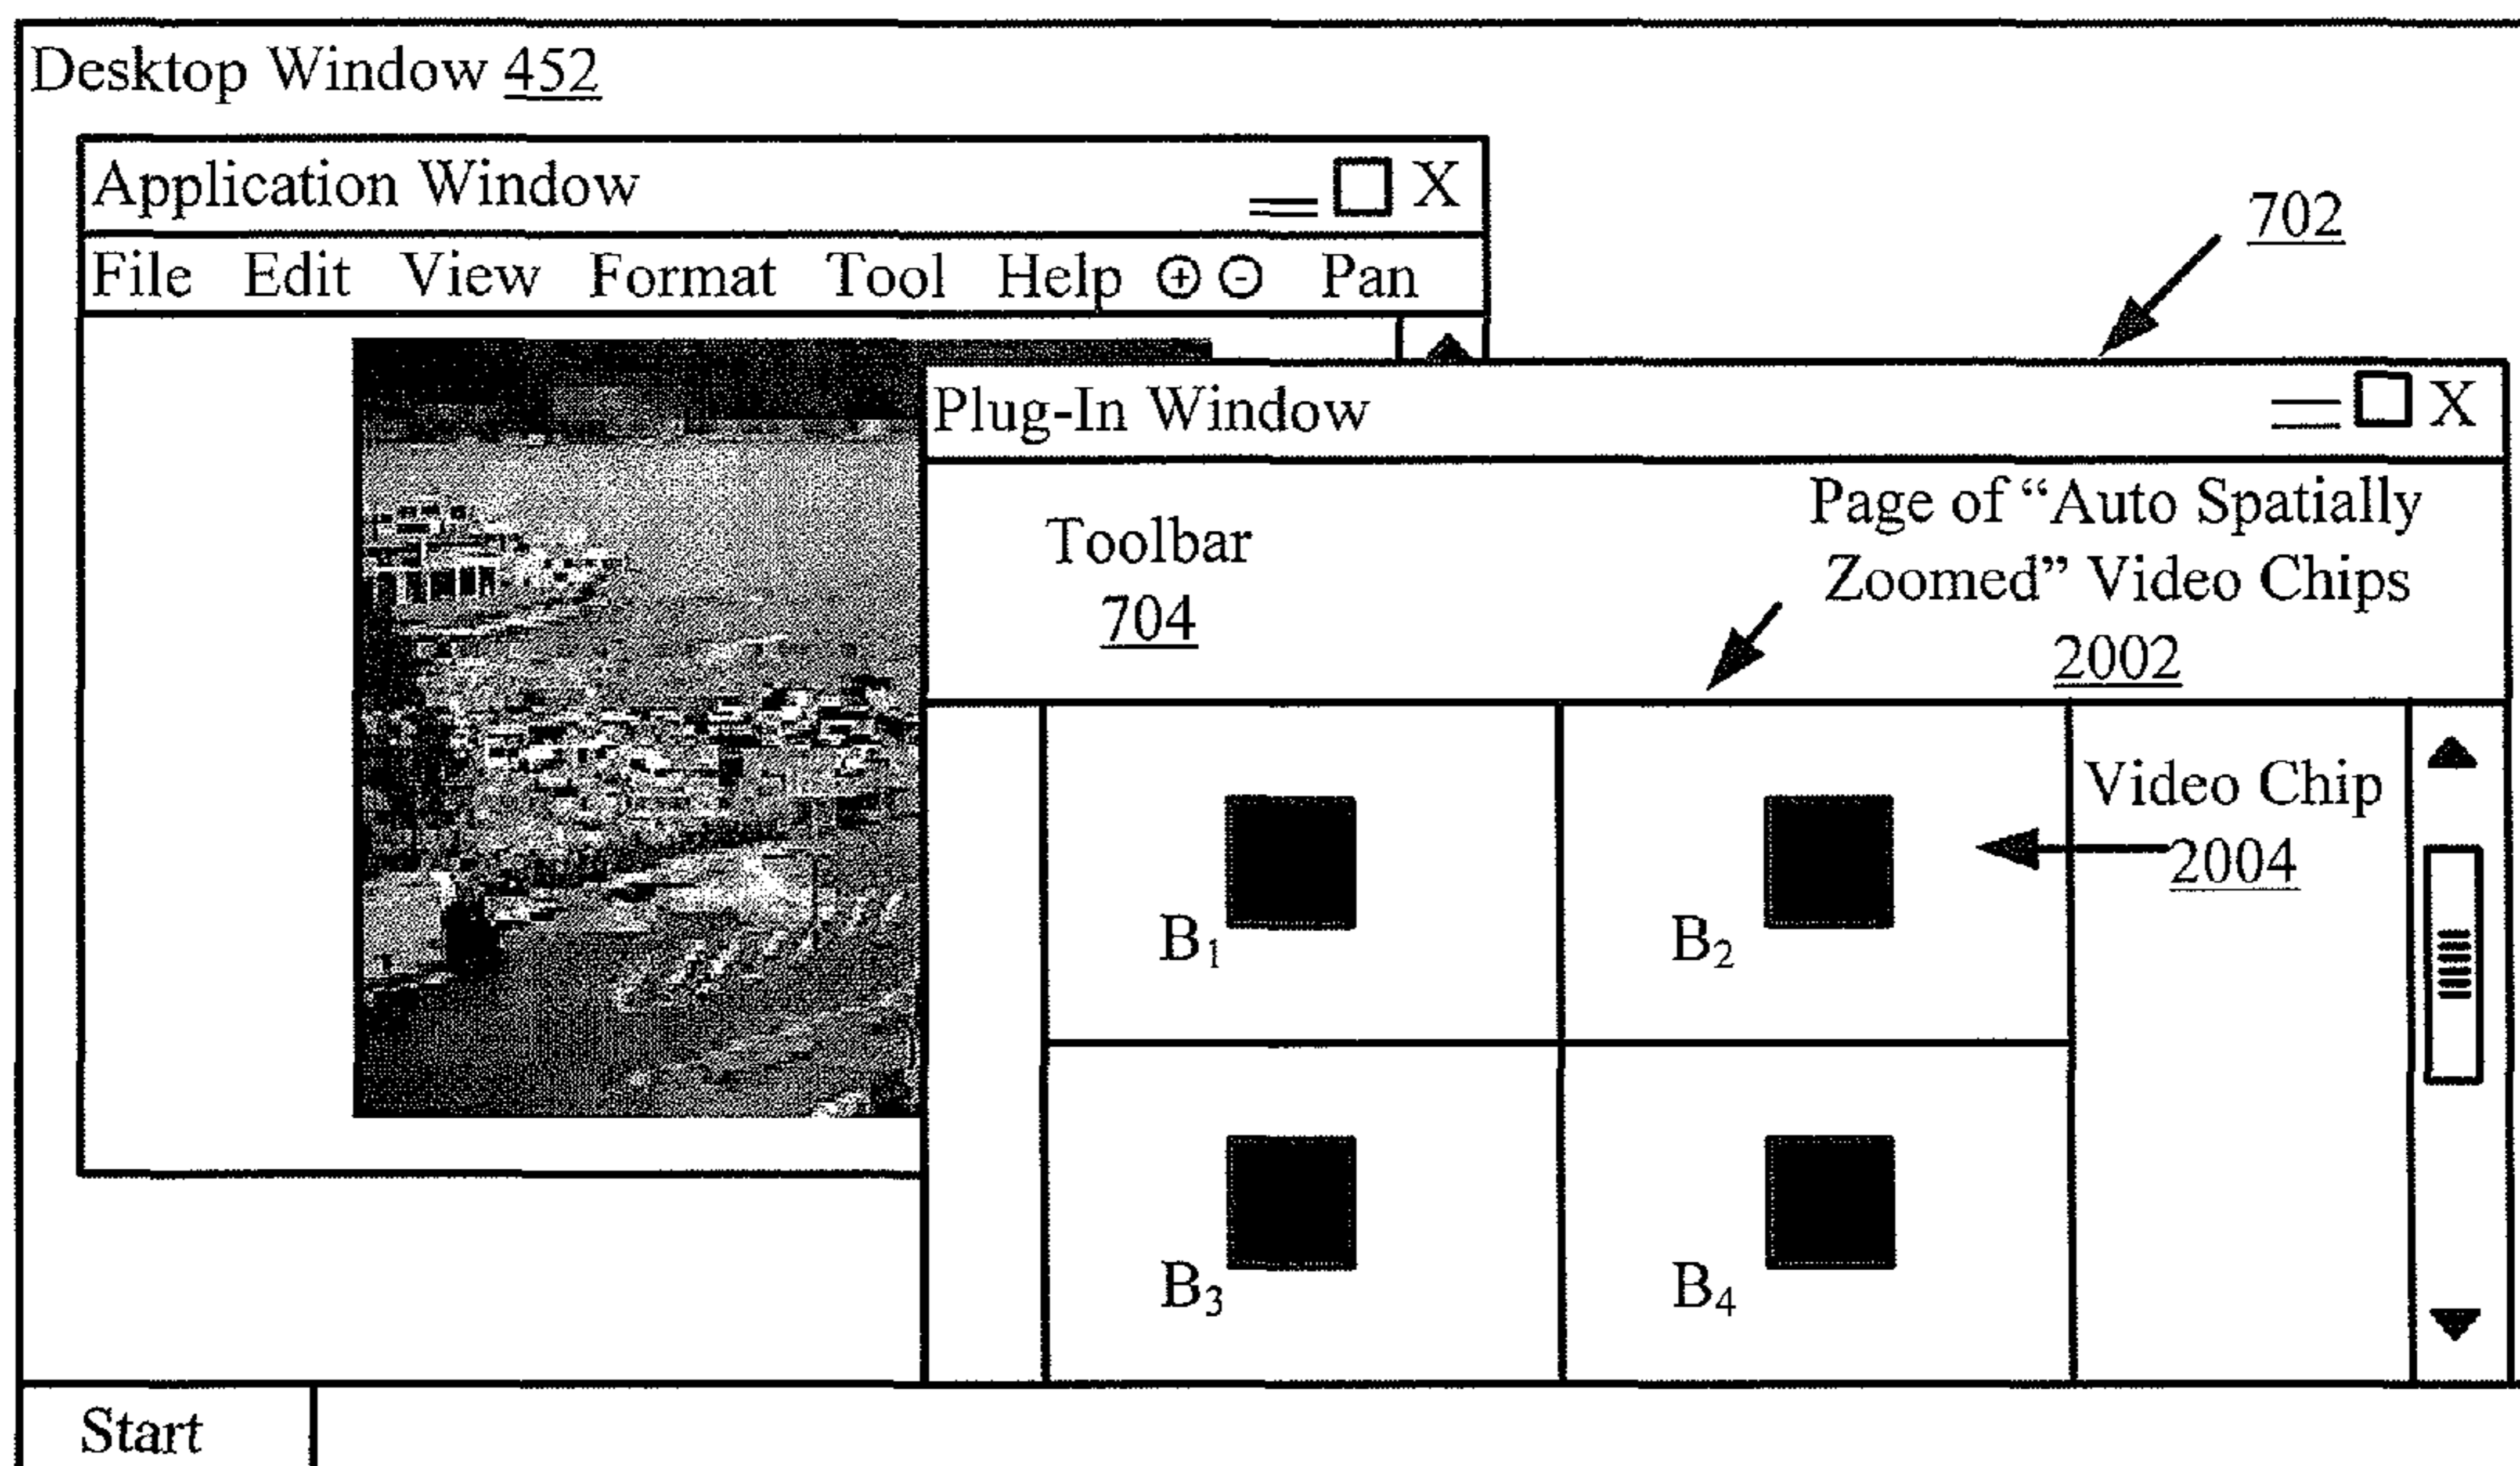 Desktop Window 452
Application Window X
File Edit View Format Tool Help + - Pan
702
Plug-In Window X
Toolbar
704
Page of “Auto Spatially
Zoomed” Video Chips
2002
Video Chip
2004
B₁
B₂
B₃
B₄
Start